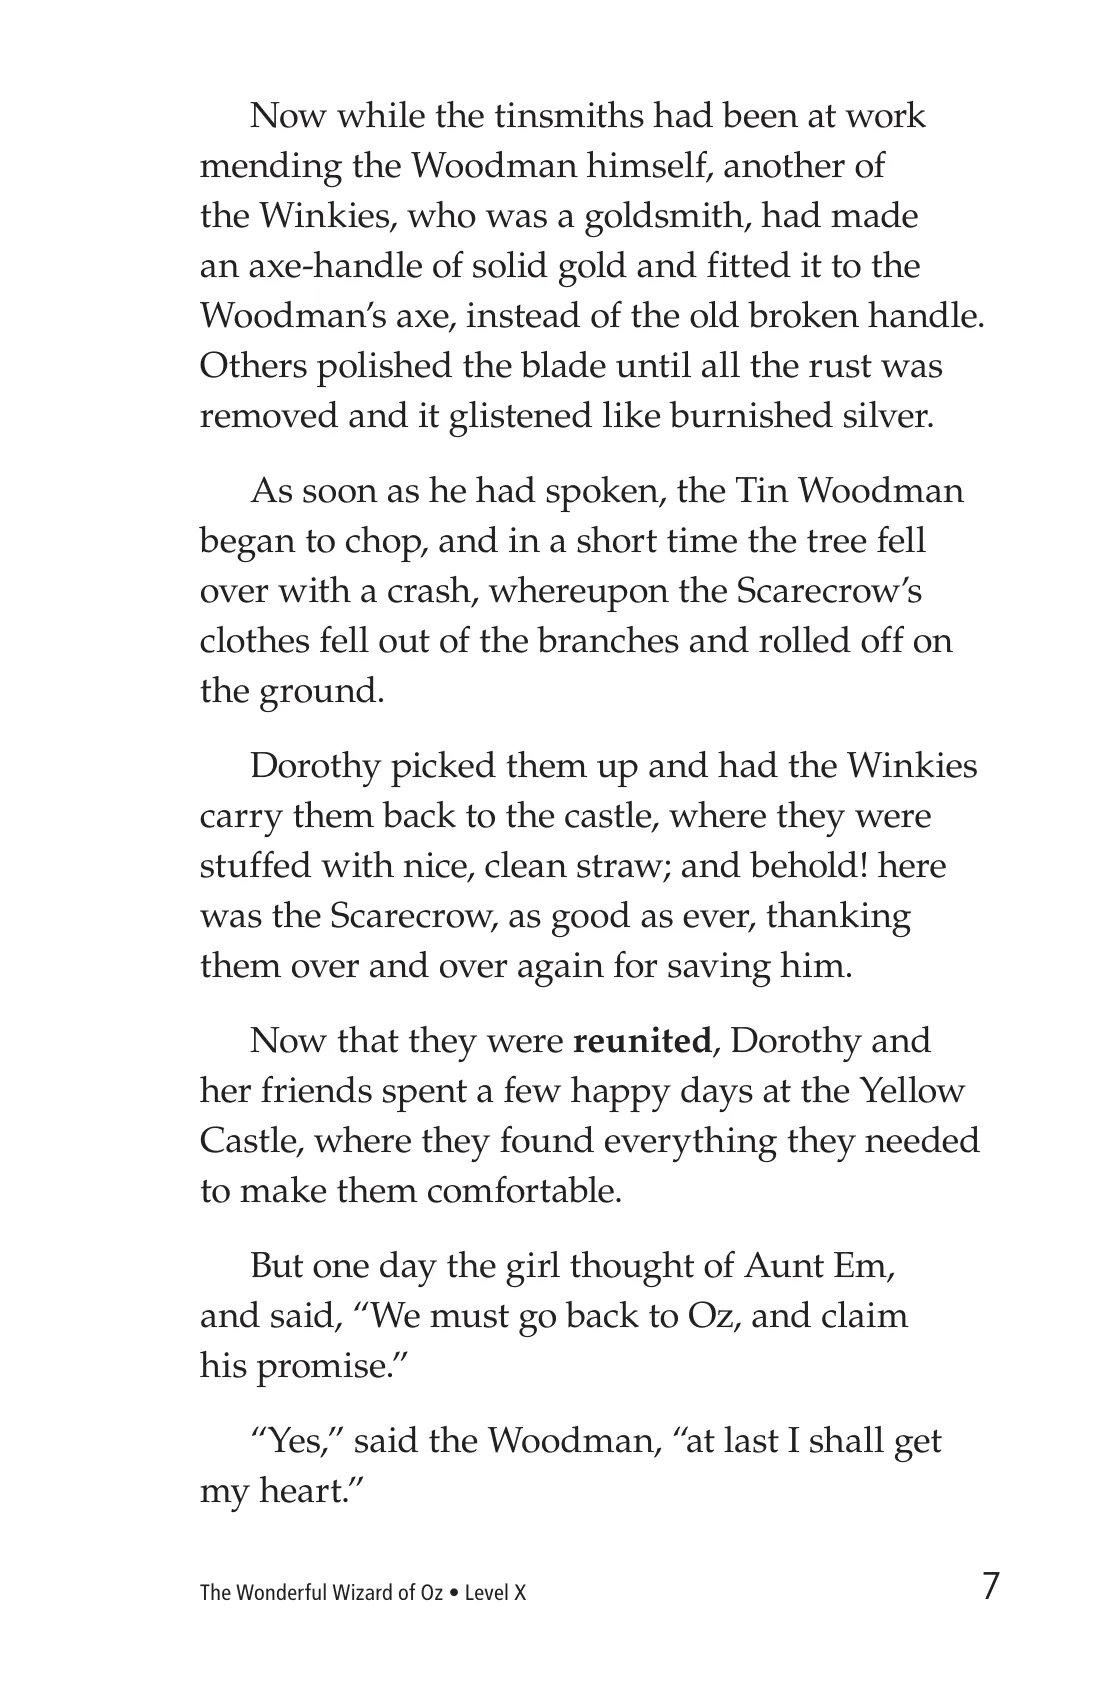 Now while the tinsmiths had been at work
mending the Woodman himself, another of
the Winkies, who was a goldsmith, had made
an axe-handle of solid gold and fitted it to the
Woodman’s axe, instead of the old broken handle.
Others polished the blade until all the rust was
removed and it glistened like burnished silver.
As soon as he had spoken, the Tin Woodman
began to chop, and in a short time the tree fell
over with a crash, whereupon the Scarecrow’s
clothes fell out of the branches and rolled off on
the ground.
Dorothy picked them up and had the Winkies
carry them back to the castle, where they were
stuffed with nice, clean straw; and behold! here
was the Scarecrow, as good as ever, thanking
them over and over again for saving him.
Now that they were reunited, Dorothy and
her friends spent a few happy days at the Yellow
Castle, where they found everything they needed
to make them comfortable.
But one day the girl thought of Aunt Em,
and said, “We must go back to Oz, and claim
his promise.”
“Yes,” said the Woodman, “at last I shall get
my heart.”
The Wonderful Wizard of Oz • Level X
7